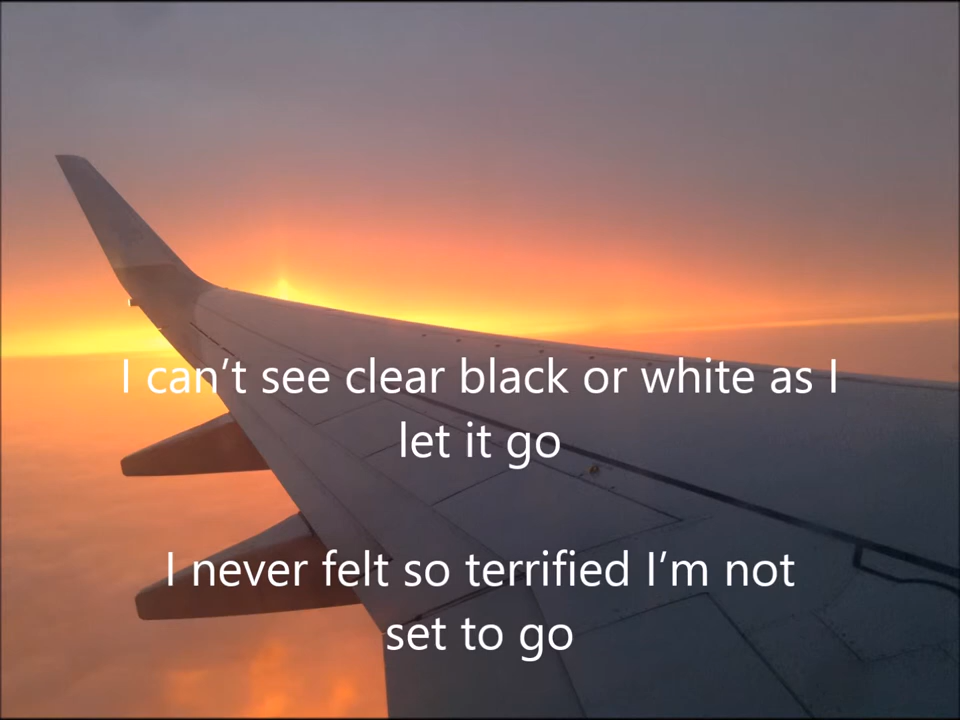 I can’t see clear black or white as I
let it go
I never felt so terrified I’m not
set to go